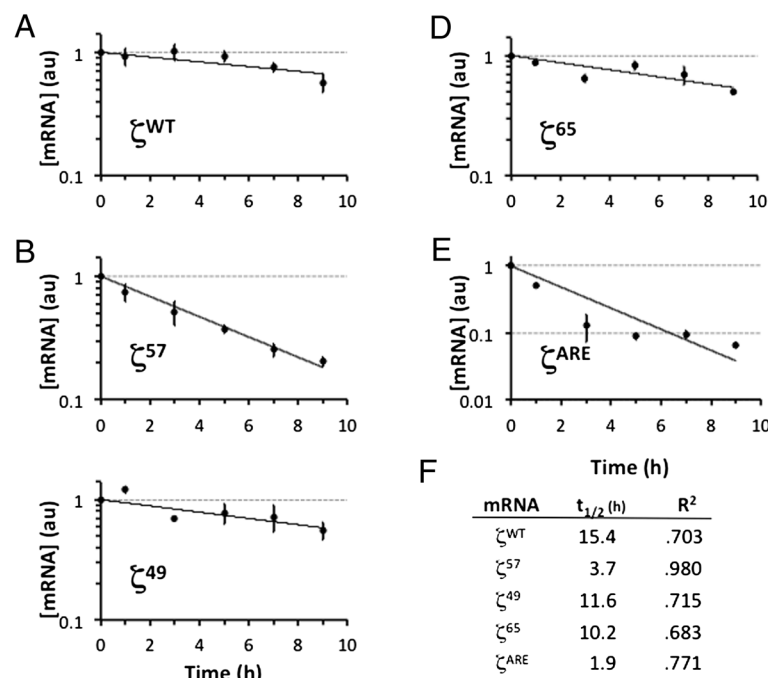 A
[mRNA] (au)
1
0.1
0 2 4 6 8 10
ζWT
B
[mRNA] (au)
1
0.1
0 2 4 6 8 10
ζ57
[mRNA] (au)
1
0.1
0 2 4 6 8 10
ζ49
Time (h)
D
[mRNA] (au)
1
0.1
0 2 4 6 8 10
ζ65
E
[mRNA] (au)
1
0.1
0.01
0 2 4 6 8 10
ζARE
Time (h)
F
mRNA t1/2 (h) R2
ζWT 15.4 .703
ζ57 3.7 .980
ζ49 11.6 .715
ζ65 10.2 .683
ζARE 1.9 .771